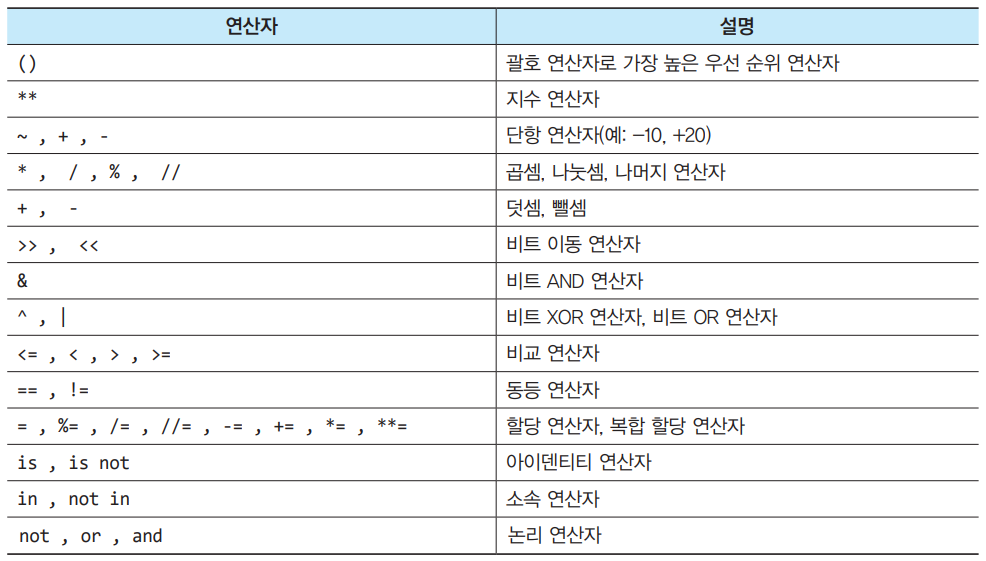 연산자 설명
() 괄호 연산자로 가장 높은 우선 순위 연산자
** 지수 연산자
~ , + , - 단항 연산자(예: –10, +20)
* , / , % , // 곱셈, 나눗셈, 나머지 연산자
+ , - 덧셈, 뺄셈
>> , << 비트 이동 연산자
& 비트 AND 연산자
^ , | 비트 XOR 연산자, 비트 OR 연산자
<= , < , > , >= 비교 연산자
== , != 동등 연산자
= , %= , /= , //= , -= , += , *= , **= 할당 연산자, 복합 할당 연산자
is , is not 아이덴티티 연산자
in , not in 소속 연산자
not , or , and 논리 연산자